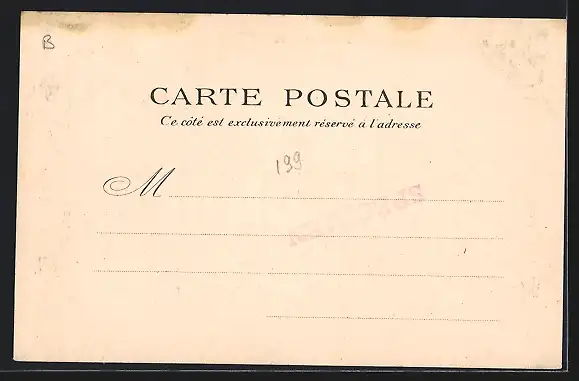 B
CARTE POSTALE
Ce côté est exclusivement réservé à l'adresse
199
M